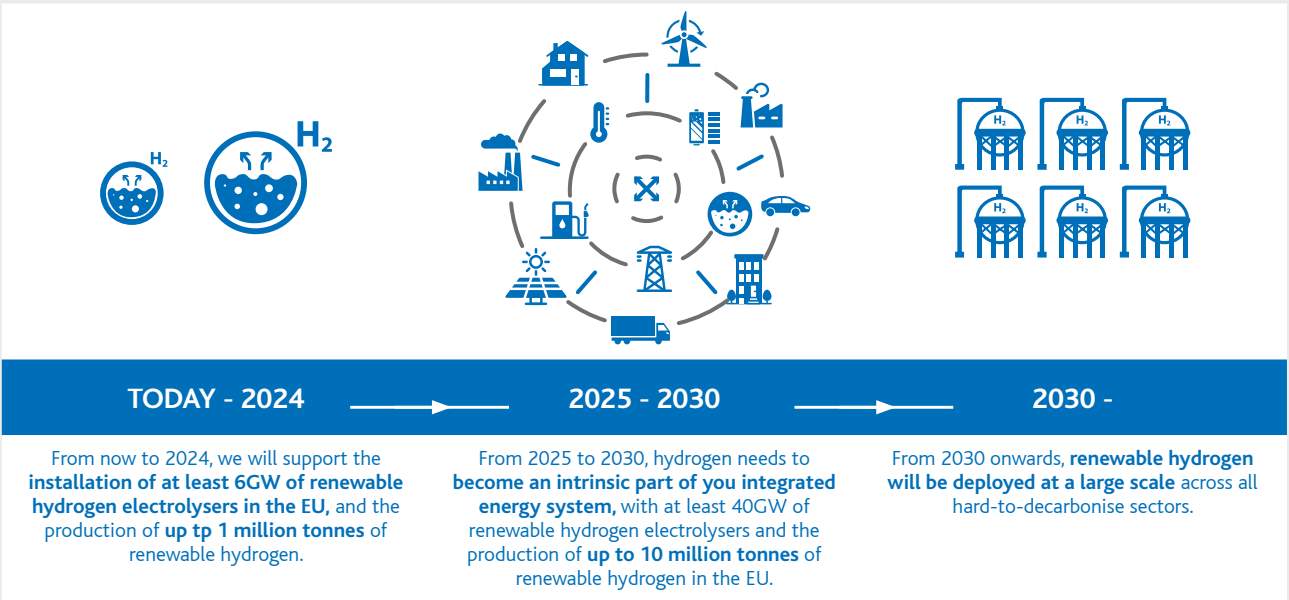 H₂
H₂
H₂
H₂
H₂
H₂
H₂
H₂
TODAY - 2024
2025 - 2030
2030 -
From now to 2024, we will support the
installation of at least 6GW of renewable
hydrogen electrolysers in the EU, and the
production of up tp 1 million tonnes of
renewable hydrogen.
From 2025 to 2030, hydrogen needs to
become an intrinsic part of you integrated
energy system, with at least 40GW of
renewable hydrogen electrolysers and the
production of up to 10 million tonnes of
renewable hydrogen in the EU.
From 2030 onwards, renewable hydrogen
will be deployed at a large scale across all
hard-to-decarbonise sectors.